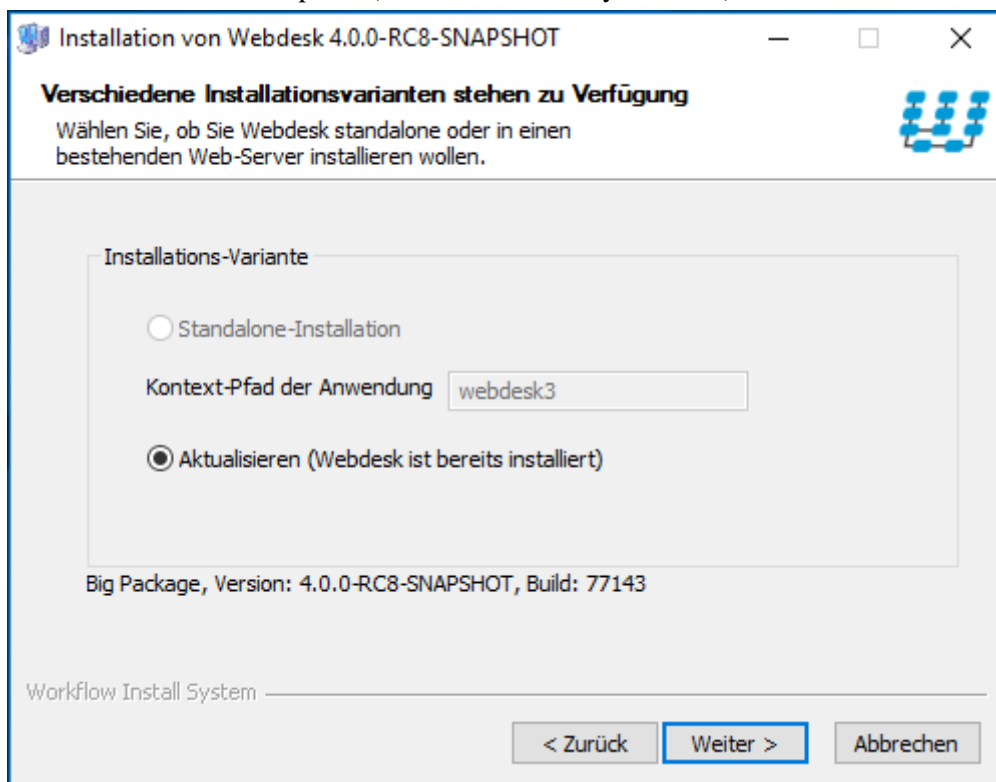 Installation von Webdesk 4.0.0-RC8-SNAPSHOT
Verschiedene Installationsvarianten stehen zu Verfügung
Wählen Sie, ob Sie Webdesk standalone oder in einen
bestehenden Web-Server installieren wollen.
Installations-Variante
Standalone-Installation
Kontext-Pfad der Anwendung webdesk3
Aktualisieren (Webdesk ist bereits installiert)
Big Package, Version: 4.0.0-RC8-SNAPSHOT, Build: 77143
Workflow Install System
< Zurück Weiter > Abbrechen